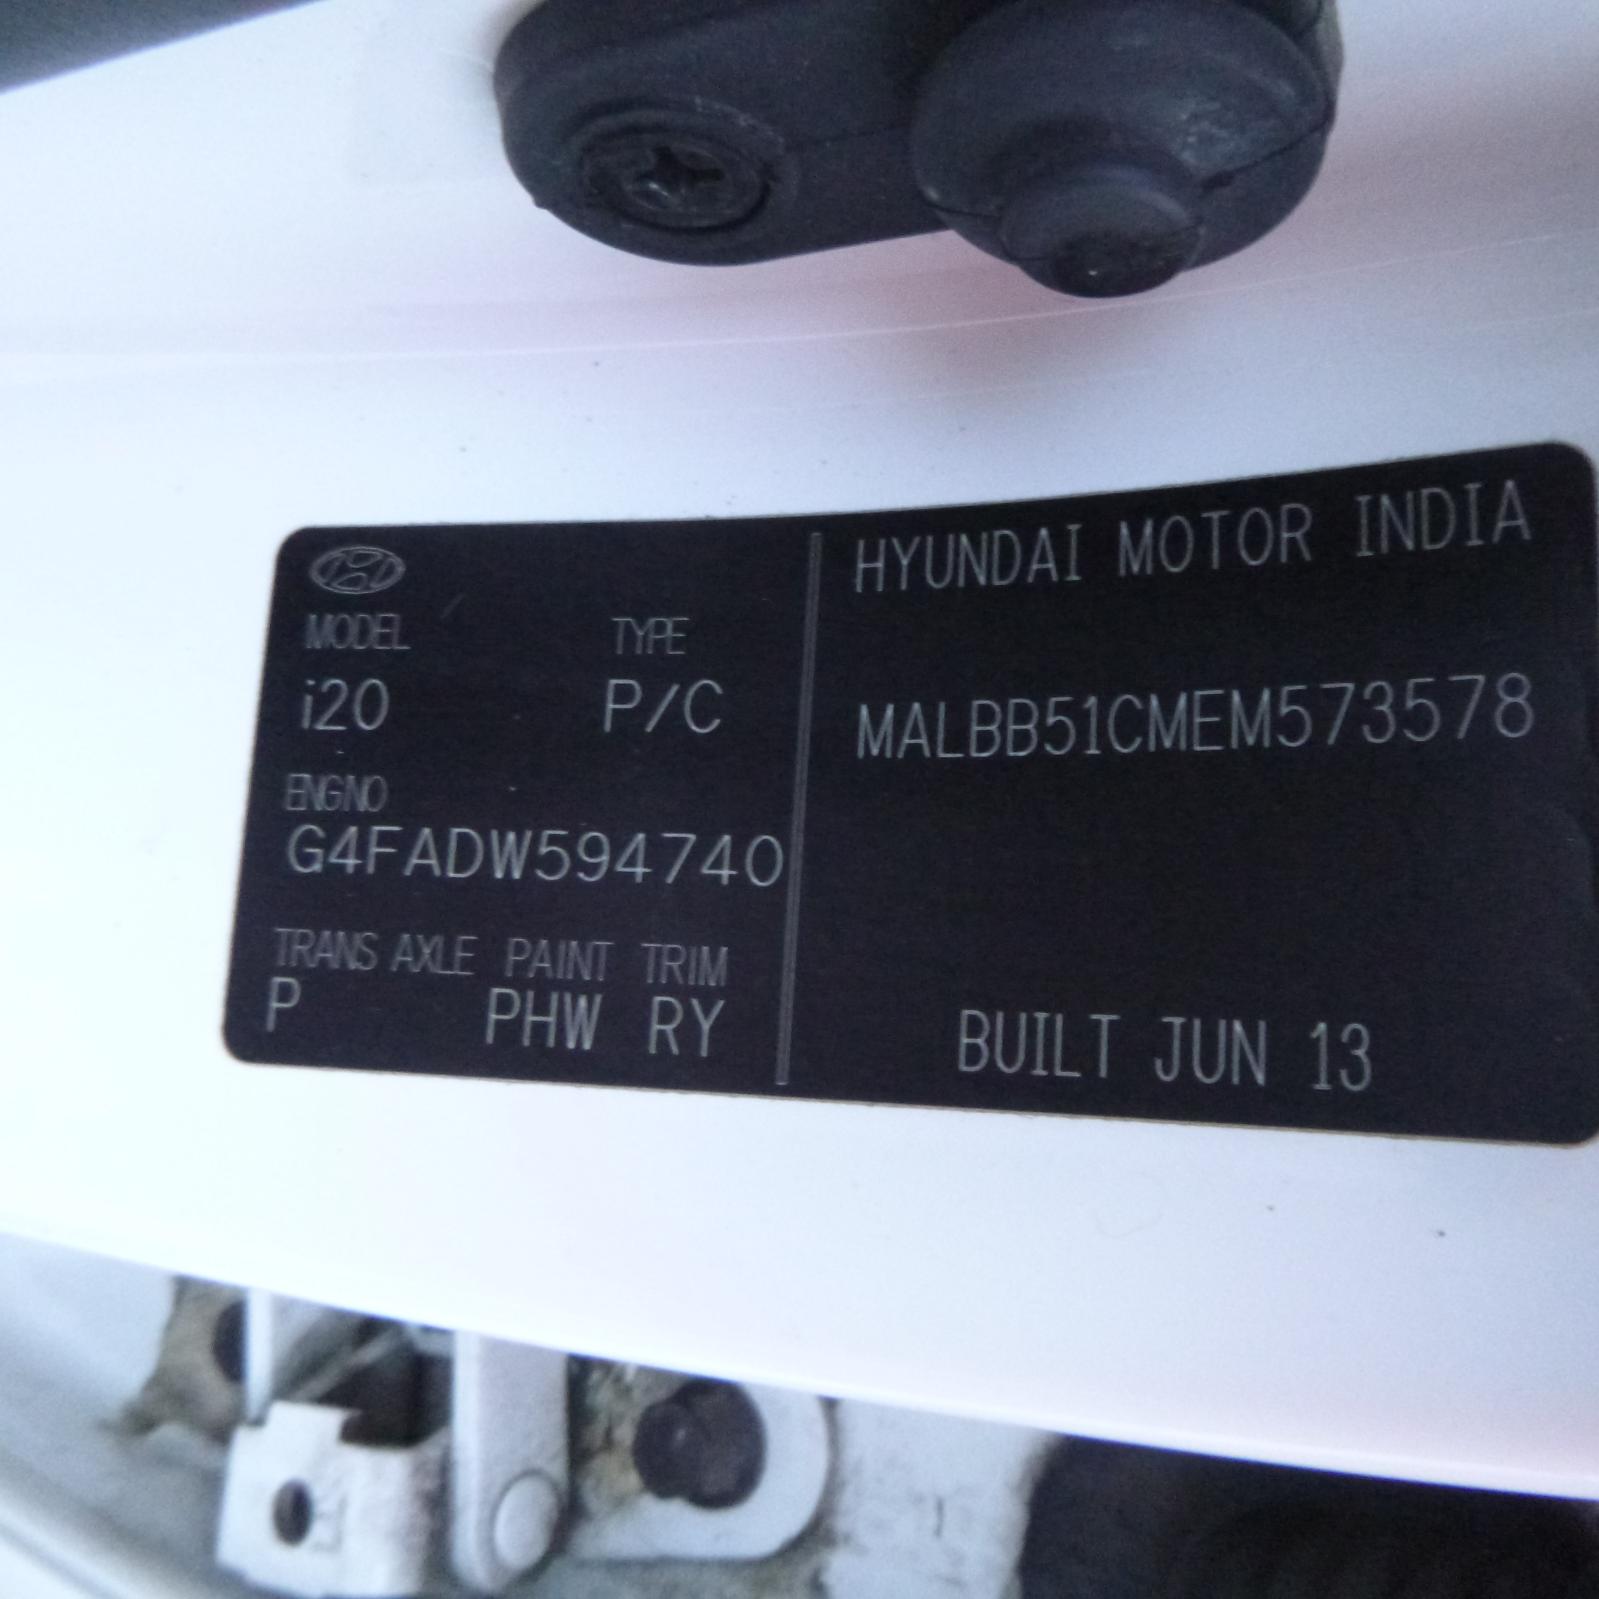 MODEL TYPE
i20 P/C
ENGNO
G4FADW594740
TRANS AXLE PAINT TRIM
P PHW RY
HYUNDAI MOTOR INDIA
MALBB51CMEM573578
BUILT JUN 13